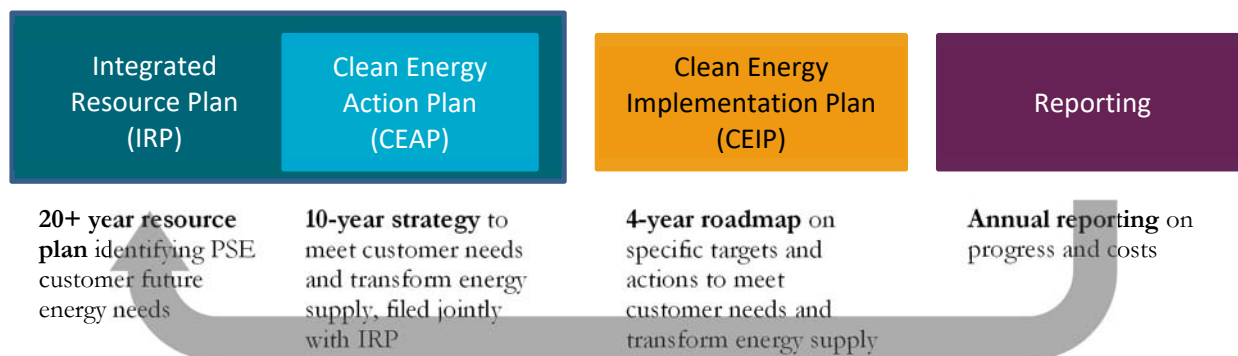 Integrated
Resource Plan
(IRP)
Clean Energy
Action Plan
(CEAP)
Clean Energy
Implementation Plan
(CEIP)
Reporting
20+ year resource
plan identifying PSE
customer future
energy needs
10-year strategy to
meet customer needs
and transform energy
supply, filed jointly
with IRP
4-year roadmap on
specific targets and
actions to meet
customer needs and
transform energy supply
Annual reporting on
progress and costs